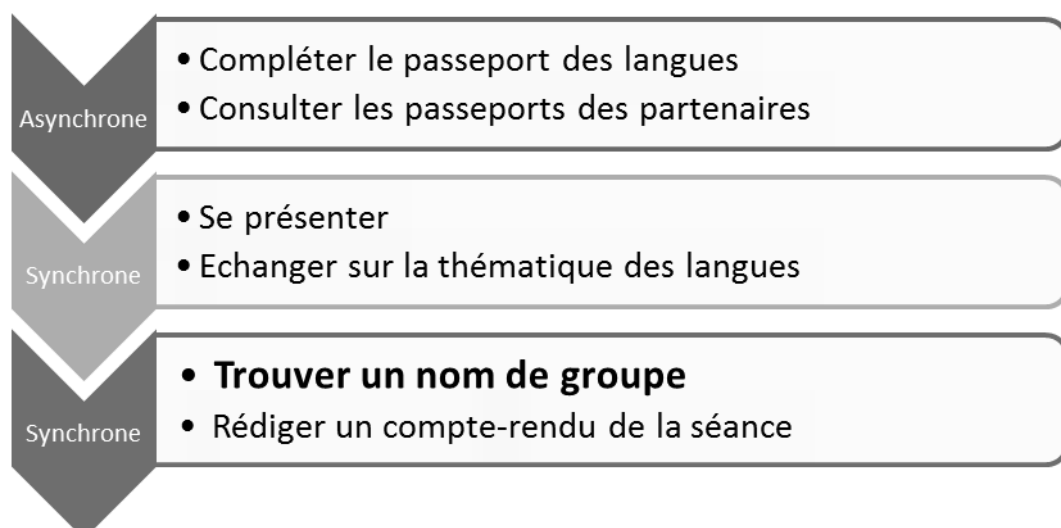 Asynchrone
• Compléter le passeport des langues
• Consulter les passeports des partenaires
Synchrone
• Se présenter
• Echanger sur la thématique des langues
Synchrone
• Trouver un nom de groupe
• Rédiger un compte-rendu de la séance